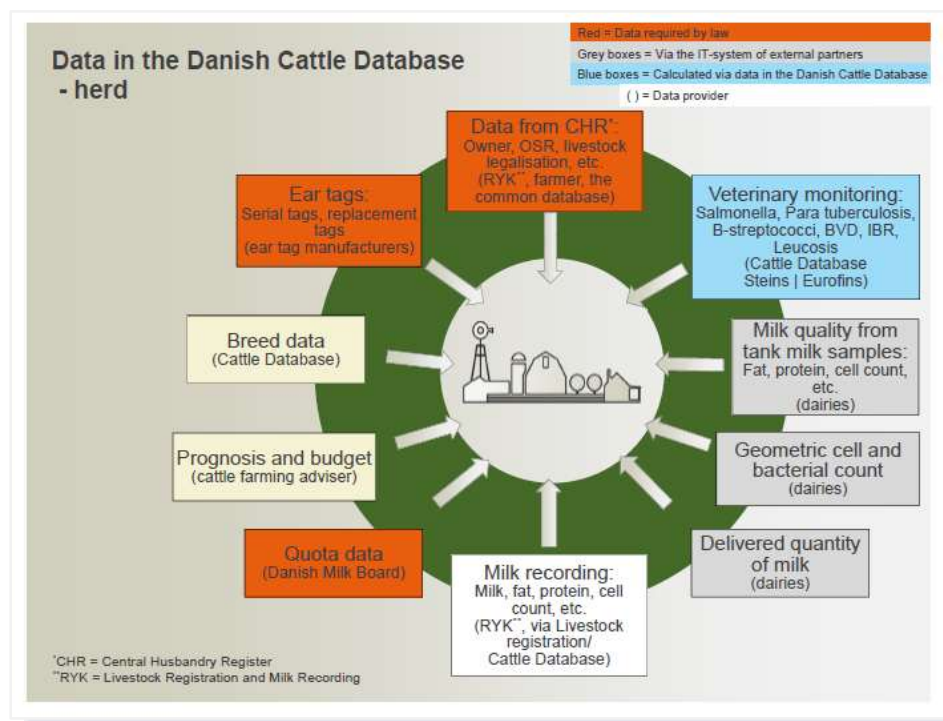 Data in the Danish Cattle Database
- herd
Red = Data required by law
Grey boxes = Via the IT-system of external partners
Blue boxes = Calculated via data in the Danish Cattle Database
( ) = Data provider
Data from CHR*:
Owner, OSR, livestock
legalisation, etc.
(RYK**, farmer, the
common database)
Ear tags:
Serial tags, replacement
tags
(ear tag manufacturers)
Veterinary monitoring:
Salmonella, Para tuberculosis,
B-streptococci, BVD, IBR,
Leucosis
(Cattle Database
Steins | Eurofins)
Breed data
(Cattle Database)
Milk quality from
tank milk samples:
Fat, protein, cell count,
etc.
(dairies)
Prognosis and budget
(cattle farming adviser)
Geometric cell and
bacterial count
(dairies)
Quota data
(Danish Milk Board)
Milk recording:
Milk, fat, protein, cell
count, etc.
(RYK**, via Livestock
registration/
Cattle Database)
Delivered quantity
of milk
(dairies)
*CHR = Central Husbandry Register
**RYK = Livestock Registration and Milk Recording